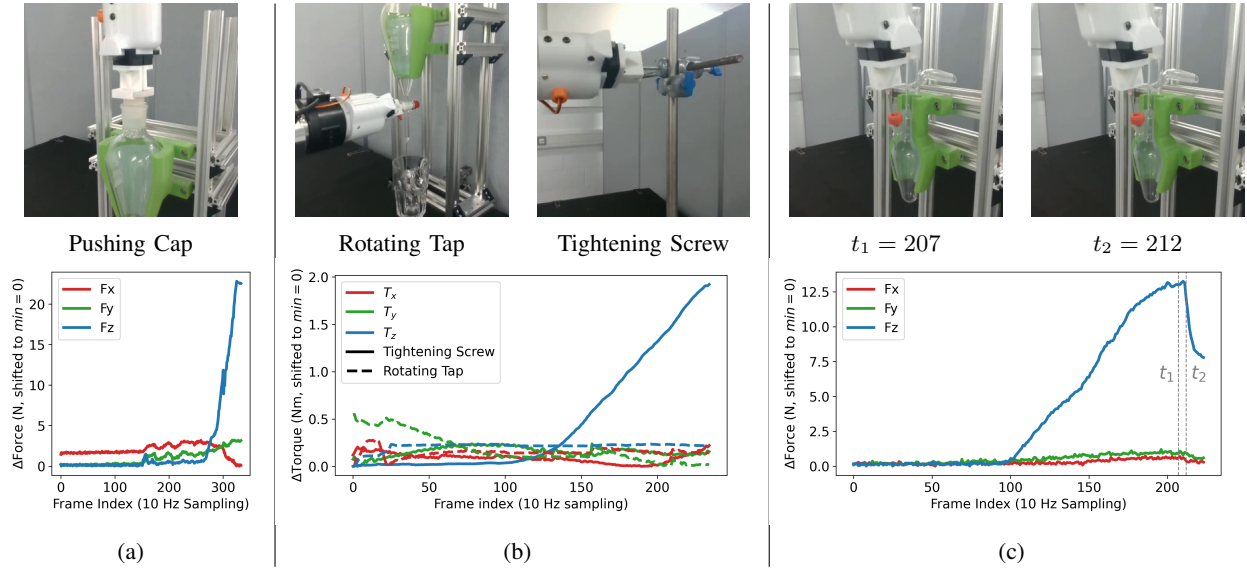 Pushing Cap
Rotating Tap
Tightening Screw
t₁ = 207
t₂ = 212
ΔForce (N, shifted to min = 0)
20
15
10
5
0
Fx
Fy
Fz
0
100
200
300
Frame Index (10 Hz Sampling)
(a)
ΔTorque (Nm, shifted to min = 0)
2.0
1.5
1.0
0.5
0.0
Tₓ
Tᵧ
T_z
Tightening Screw
Rotating Tap
0
50
100
150
200
Frame index (10 Hz sampling)
(b)
ΔForce (N, shifted to min = 0)
12.5
10.0
7.5
5.0
2.5
0.0
Fx
Fy
Fz
t₁
t₂
0
50
100
150
200
Frame Index (10 Hz Sampling)
(c)